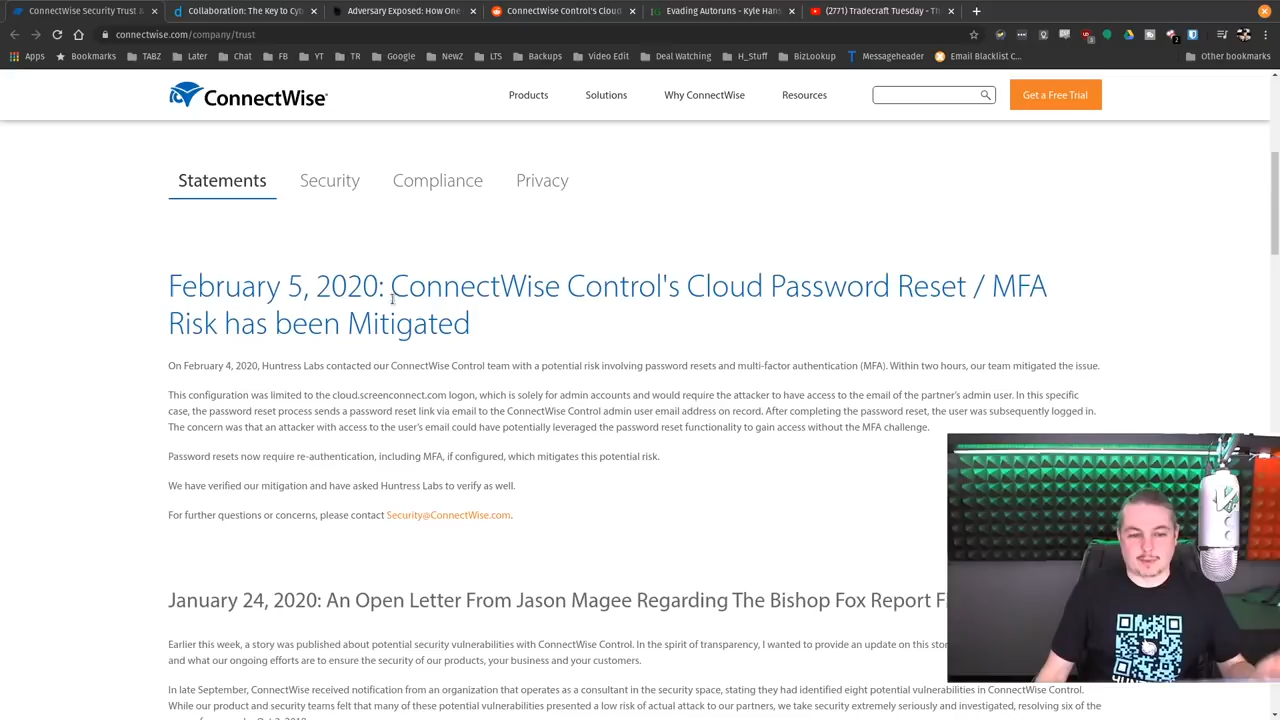 ConnectWise Security Trust
Collaboration: The Key to Cyb
Adversary Exposed: How One
ConnectWise Control's Cloud
Evading Autoruns - Kyle Hans
(2771) Tradecraft Tuesday - Th
connectwise.com/company/trust
Apps
Bookmarks
TABZ
Later
Chat
FB
YT
TR
Google
NewZ
LTS
Backups
Video Edit
Deal Watching
H_Stuff
BizLookup
Messageheader
Email Blacklist C...
Other bookmarks
ConnectWise
Products
Solutions
Why ConnectWise
Resources
Get a Free Trial
Statements
Security
Compliance
Privacy
February 5, 2020: ConnectWise Control's Cloud Password Reset / MFA
Risk has been Mitigated
On February 4, 2020, Huntress Labs contacted our ConnectWise Control team with a potential risk involving password resets and multi-factor authentication (MFA). Within two hours, our team mitigated the issue.
This configuration was limited to the cloud.screenconnect.com logon, which is solely for admin accounts and would require the attacker to have access to the email of the partner's admin user. In this specific
case, the password reset process sends a password reset link via email to the ConnectWise Control admin user email address on record. After completing the password reset, the user was subsequently logged in.
The concern was that an attacker with access to the user's email could have potentially leveraged the password reset functionality to gain access without the MFA challenge.
Password resets now require re-authentication, including MFA, if configured, which mitigates this potential risk.
We have verified our mitigation and have asked Huntress Labs to verify as well.
For further questions or concerns, please contact Security@ConnectWise.com.
January 24, 2020: An Open Letter From Jason Magee Regarding The Bishop Fox Report F
Earlier this week, a story was published about potential security vulnerabilities with ConnectWise Control. In the spirit of transparency, I wanted to provide an update on this stor
and what our ongoing efforts are to ensure the security of our products, your business and your customers.
In late September, ConnectWise received notification from an organization that operates as a consultant in the security space, stating they had identified eight potential vulnerabilities in ConnectWise Control.
While our product and security teams felt that many of these potential vulnerabilities presented a low risk of actual attack to our partners, we take security extremely seriously and investigated, resolving six of the